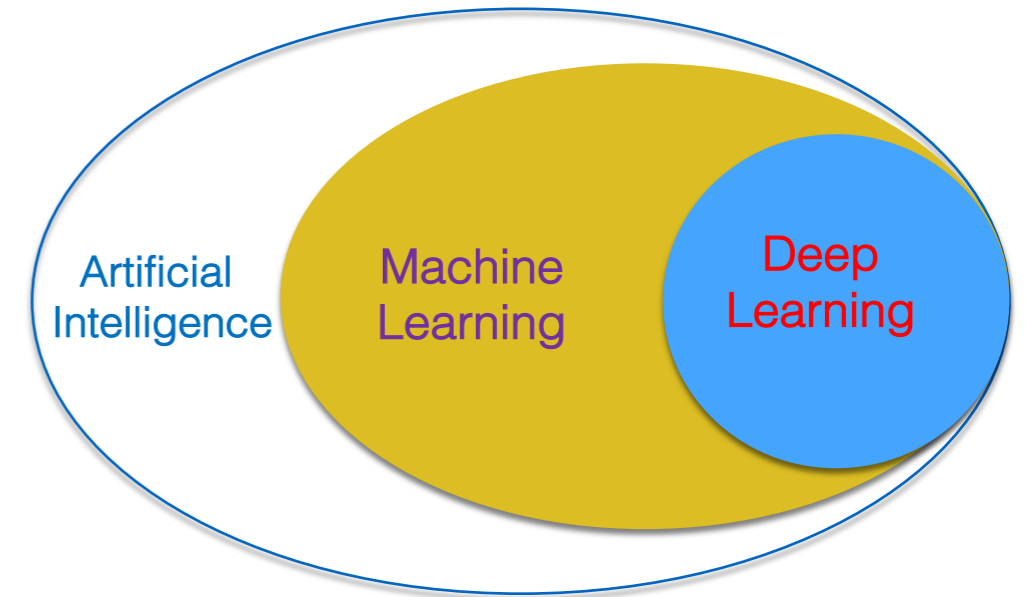 Artificial
Intelligence
Machine
Learning
Deep
Learning